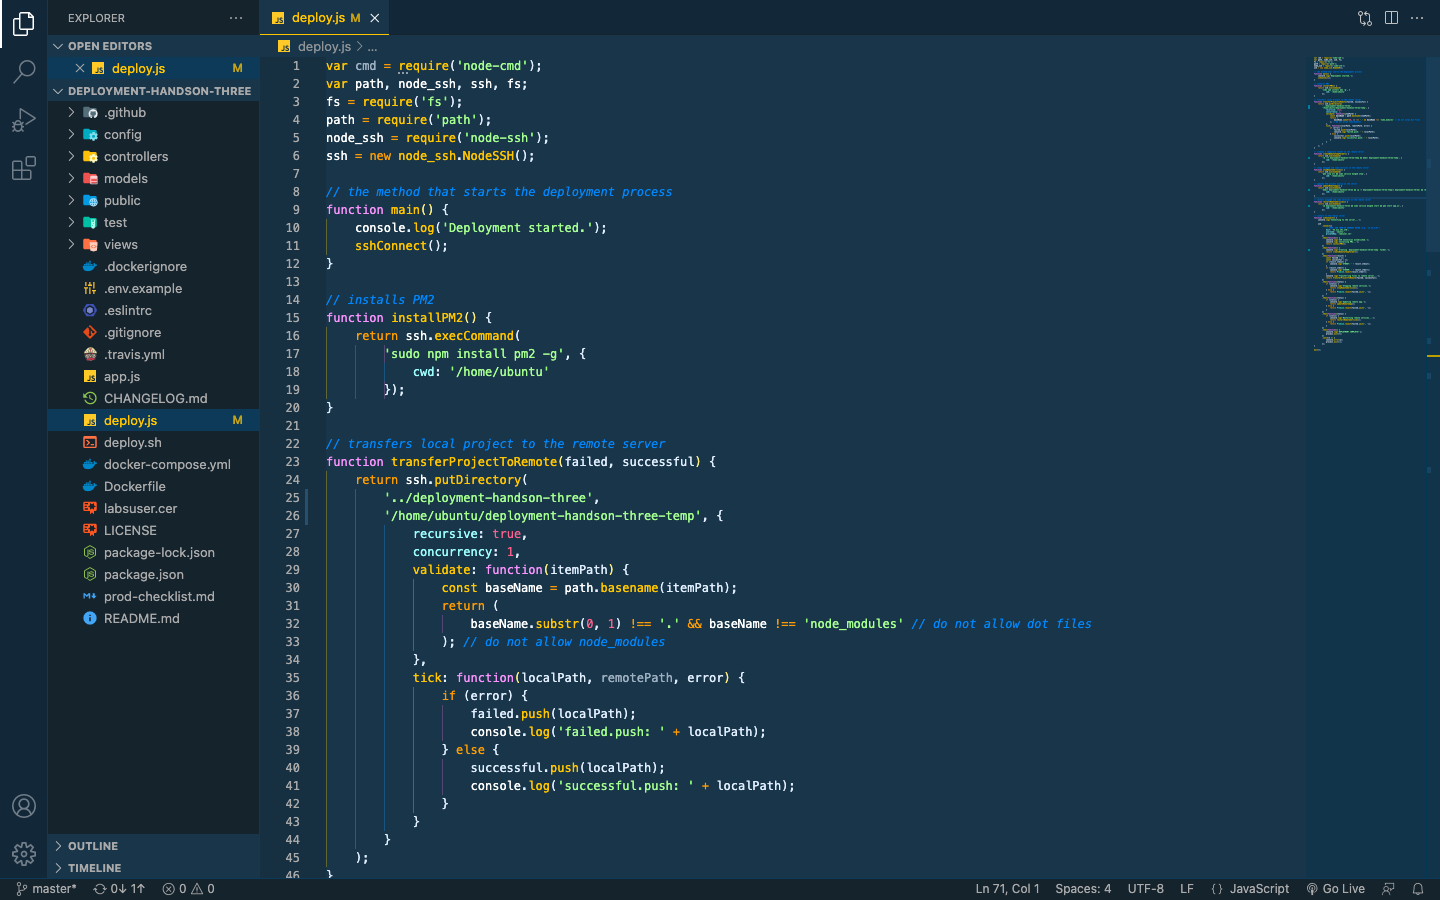 EXPLORER
OPEN EDITORS
deploy.js M
DEPLOYMENT-HANDSON-THREE
.github
config
controllers
models
public
test
views
.dockerignore
.env.example
.eslintrc
.gitignore
.travis.yml
app.js
CHANGELOG.md
deploy.js M
deploy.sh
docker-compose.yml
Dockerfile
labsuser.cer
LICENSE
package-lock.json
package.json
prod-checklist.md
README.md
OUTLINE
TIMELINE
deploy.js M
deploy.js > ...
1 var cmd = require('node-cmd');
2 var path, node_ssh, ssh, fs;
3 fs = require('fs');
4 path = require('path');
5 node_ssh = require('node-ssh');
6 ssh = new node_ssh.NodeSSH();
7
8 // the method that starts the deployment process
9 function main() {
10 console.log('Deployment started.');
11 sshConnect();
12 }
13
14 // installs PM2
15 function installPM2() {
16 return ssh.execCommand(
17 'sudo npm install pm2 -g', {
18 cwd: '/home/ubuntu'
19 });
20 }
21
22 // transfers local project to the remote server
23 function transferProjectToRemote(failed, successful) {
24 return ssh.putDirectory(
25 '../deployment-handson-three',
26 '/home/ubuntu/deployment-handson-three-temp', {
27 recursive: true,
28 concurrency: 1,
29 validate: function(itemPath) {
30 const baseName = path.basename(itemPath);
31 return (
32 baseName.substr(0, 1) !== '.' && baseName !== 'node_modules' // do not allow dot files
33 ); // do not allow node_modules
34 },
35 tick: function(localPath, remotePath, error) {
36 if (error) {
37 failed.push(localPath);
38 console.log('failed.push: ' + localPath);
39 } else {
40 successful.push(localPath);
41 console.log('successful.push: ' + localPath);
42 }
43 }
44 }
45 );
46 }
master* 0↓ 1↑ 0 0
Ln 71, Col 1 Spaces: 4 UTF-8 LF {} JavaScript Go Live